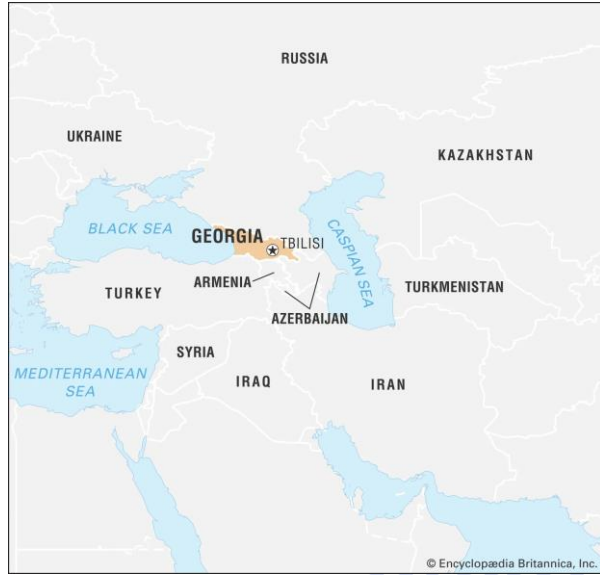 RUSSIA
UKRAINE
KAZAKHSTAN
BLACK SEA
GEORGIA
TBILISI
CASPIAN SEA
ARMENIA
TURKEY
TURKMENISTAN
AZERBAIJAN
SYRIA
MEDITERRANEAN
SEA
IRAQ
IRAN
© Encyclopædia Britannica, Inc.